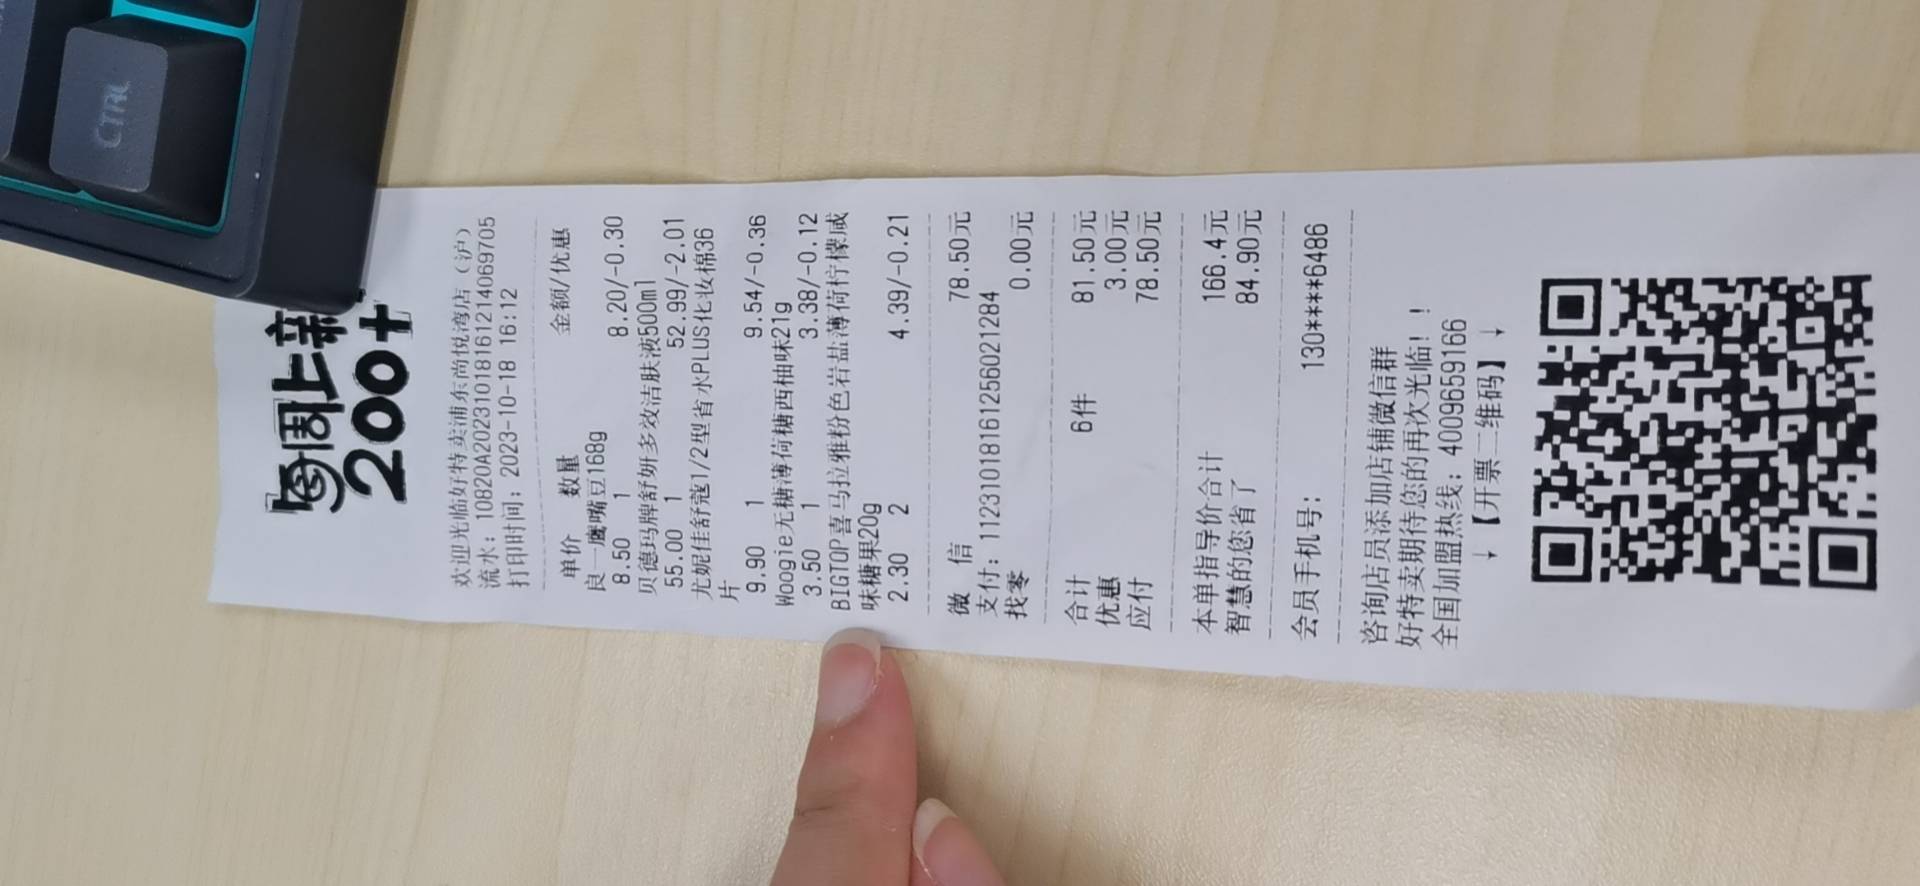 CTRL
每周上新
200+
欢迎光临好特卖浦东尚悦湾店（沪）
流水：10820A20231018161214069705
打印时间：2023-10-18 16:12
单价 数量 金额/优惠
良一鹰嘴豆168g
8.50 1 8.20/-0.30
贝德玛牌舒妍多效洁肤液500ml
55.00 1 52.99/-2.01
尤妮佳舒蔻1/2型省水PLUS化妆棉36
片
9.90 1 9.54/-0.36
Woogie无糖薄荷糖西柚味21g
3.50 1 3.38/-0.12
BIGTOP喜马拉雅粉色岩盐薄荷柠檬咸
味糖果20g
2.30 2 4.39/-0.21
微 信 78.50元
支付：112310181612560212​84
找零 0.00元
合计 6件 81.50元
优惠 3.00元
应付 78.50元
本单指导价合计 166.4元
智慧的您省了 84.90元
会员手机号： 130****6486
咨询店员添加店铺微信群
好特卖期待您的再次光临！！
全国加盟热线：4009659166
↓【开票二维码】↓